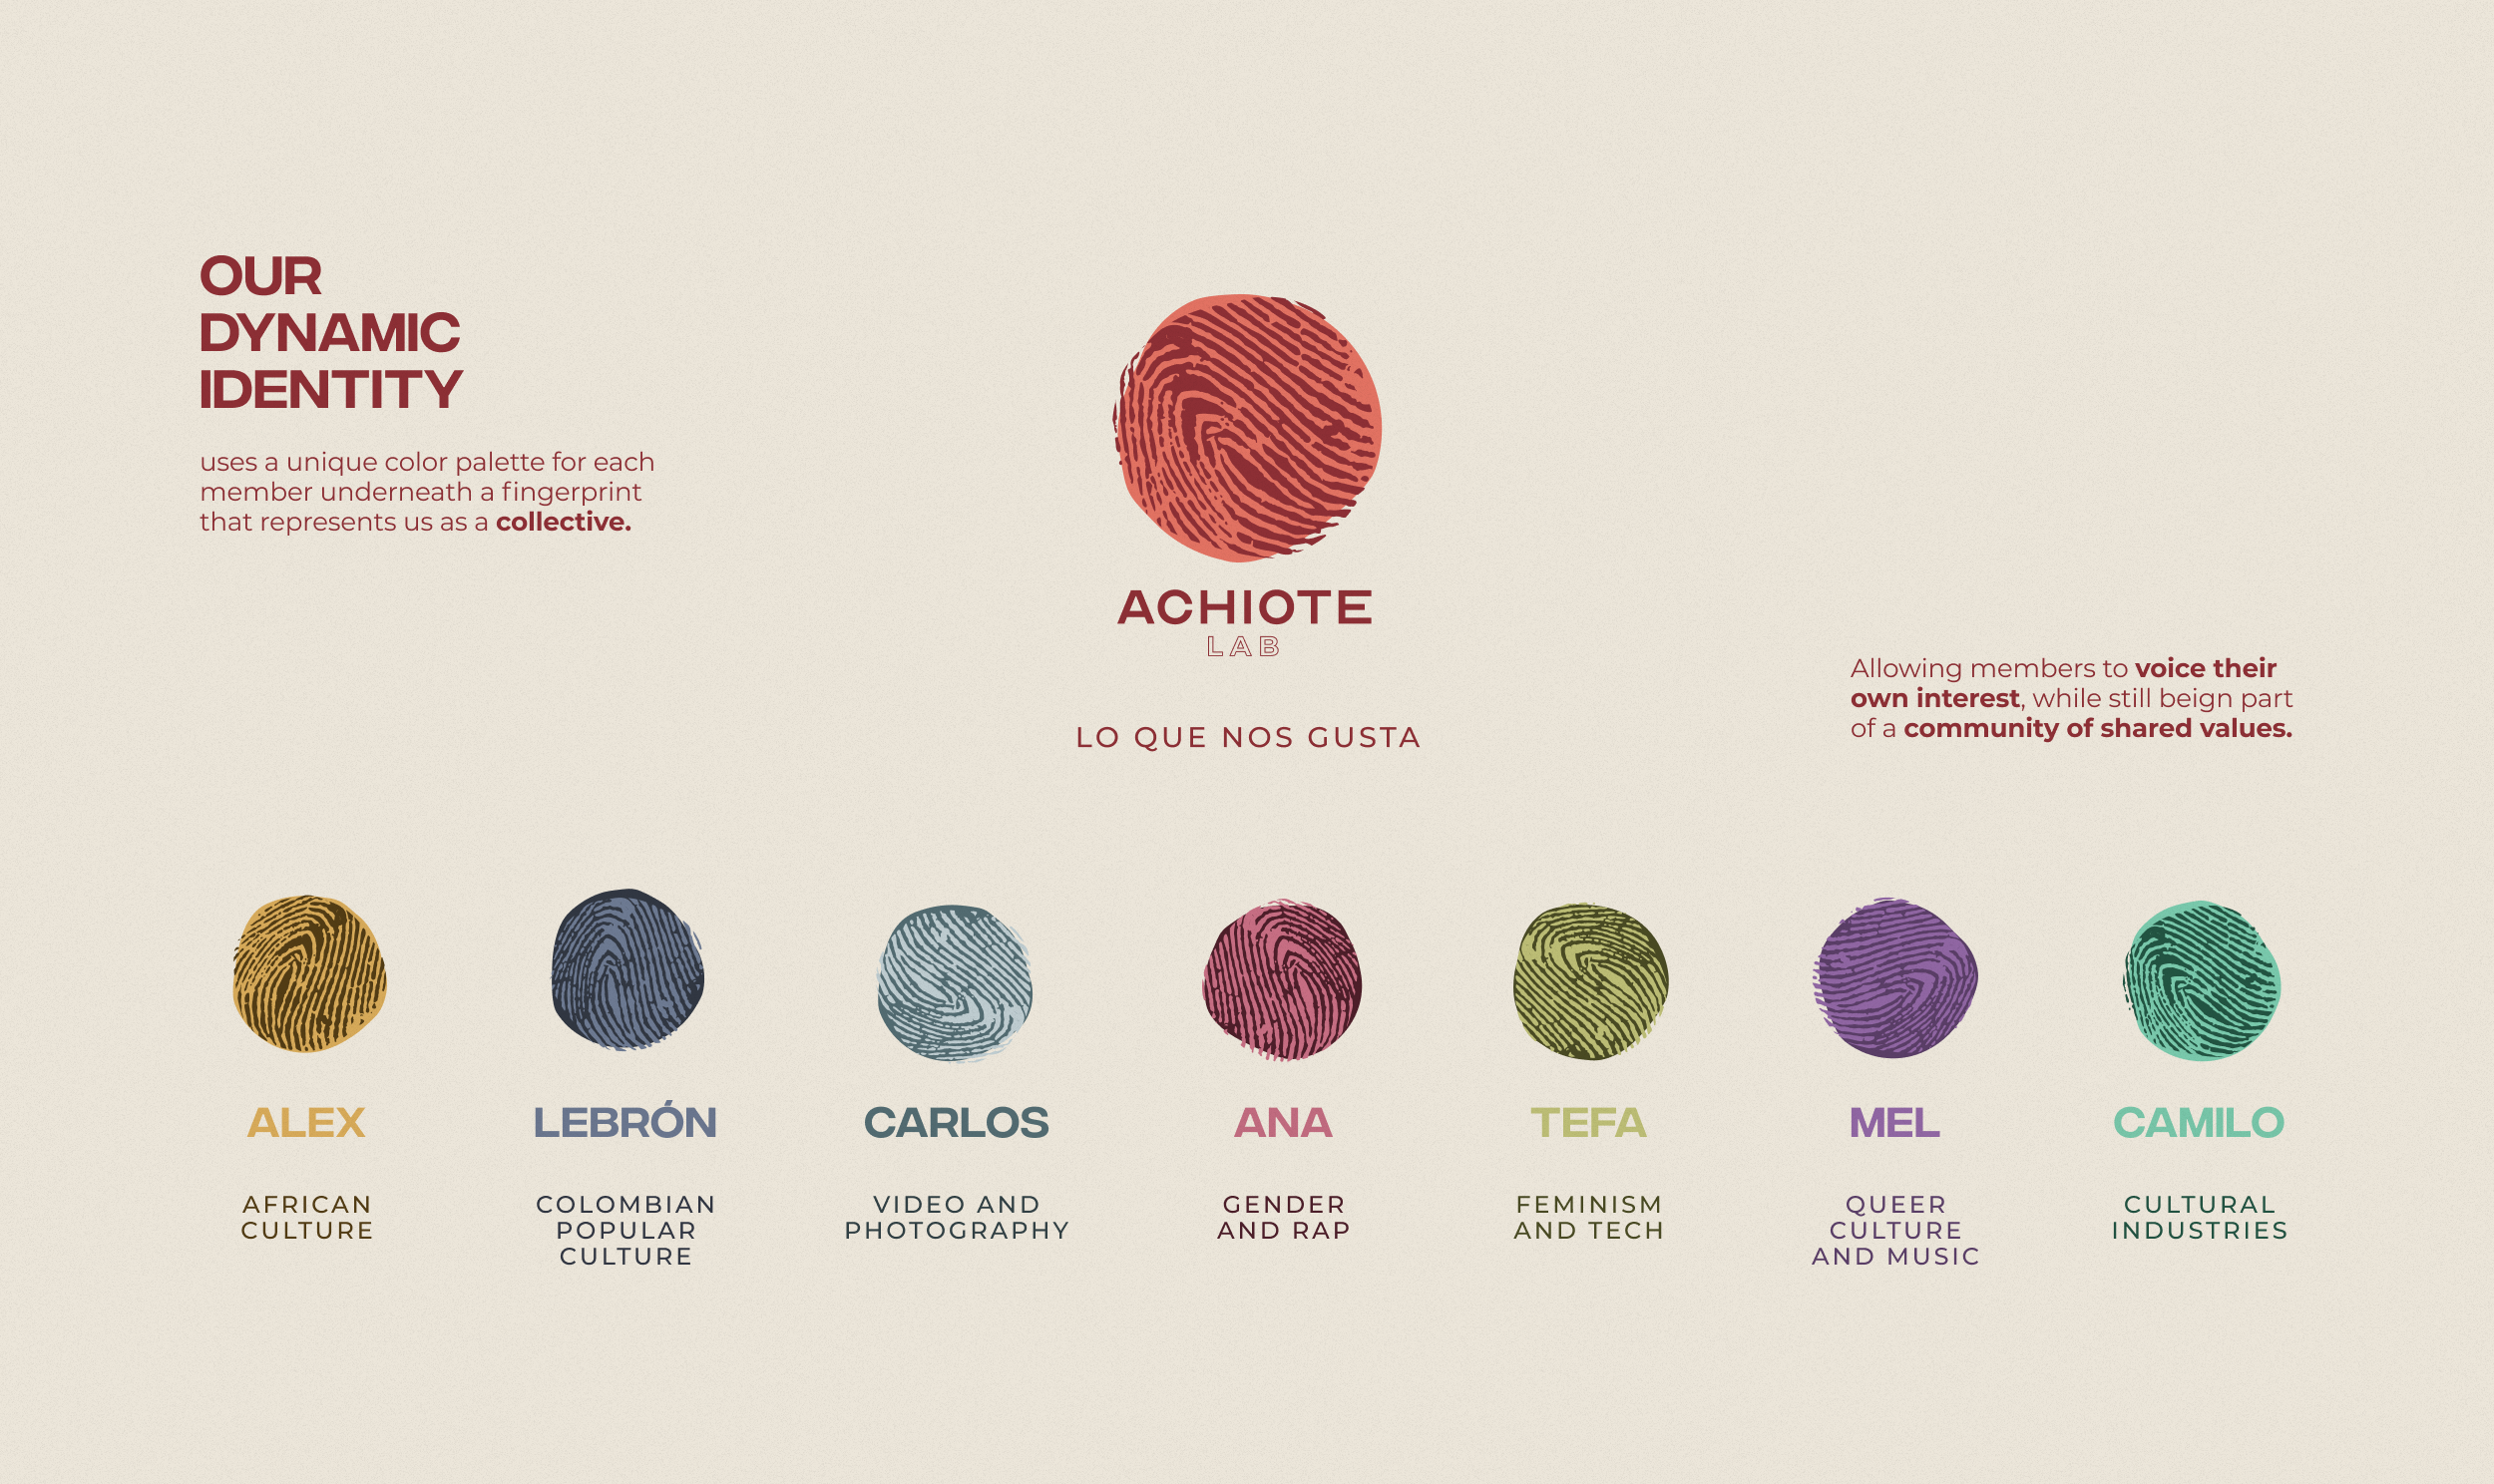 OUR
DYNAMIC
IDENTITY
uses a unique color palette for each
member underneath a fingerprint
that represents us as a collective.
ACHIOTE
LAB
LO QUE NOS GUSTA
Allowing members to voice their
own interest, while still beign part
of a community of shared values.
ALEX
AFRICAN
CULTURE
LEBRÓN
COLOMBIAN
POPULAR
CULTURE
CARLOS
VIDEO AND
PHOTOGRAPHY
ANA
GENDER
AND RAP
TEFA
FEMINISM
AND TECH
MEL
QUEER
CULTURE
AND MUSIC
CAMILO
CULTURAL
INDUSTRIES